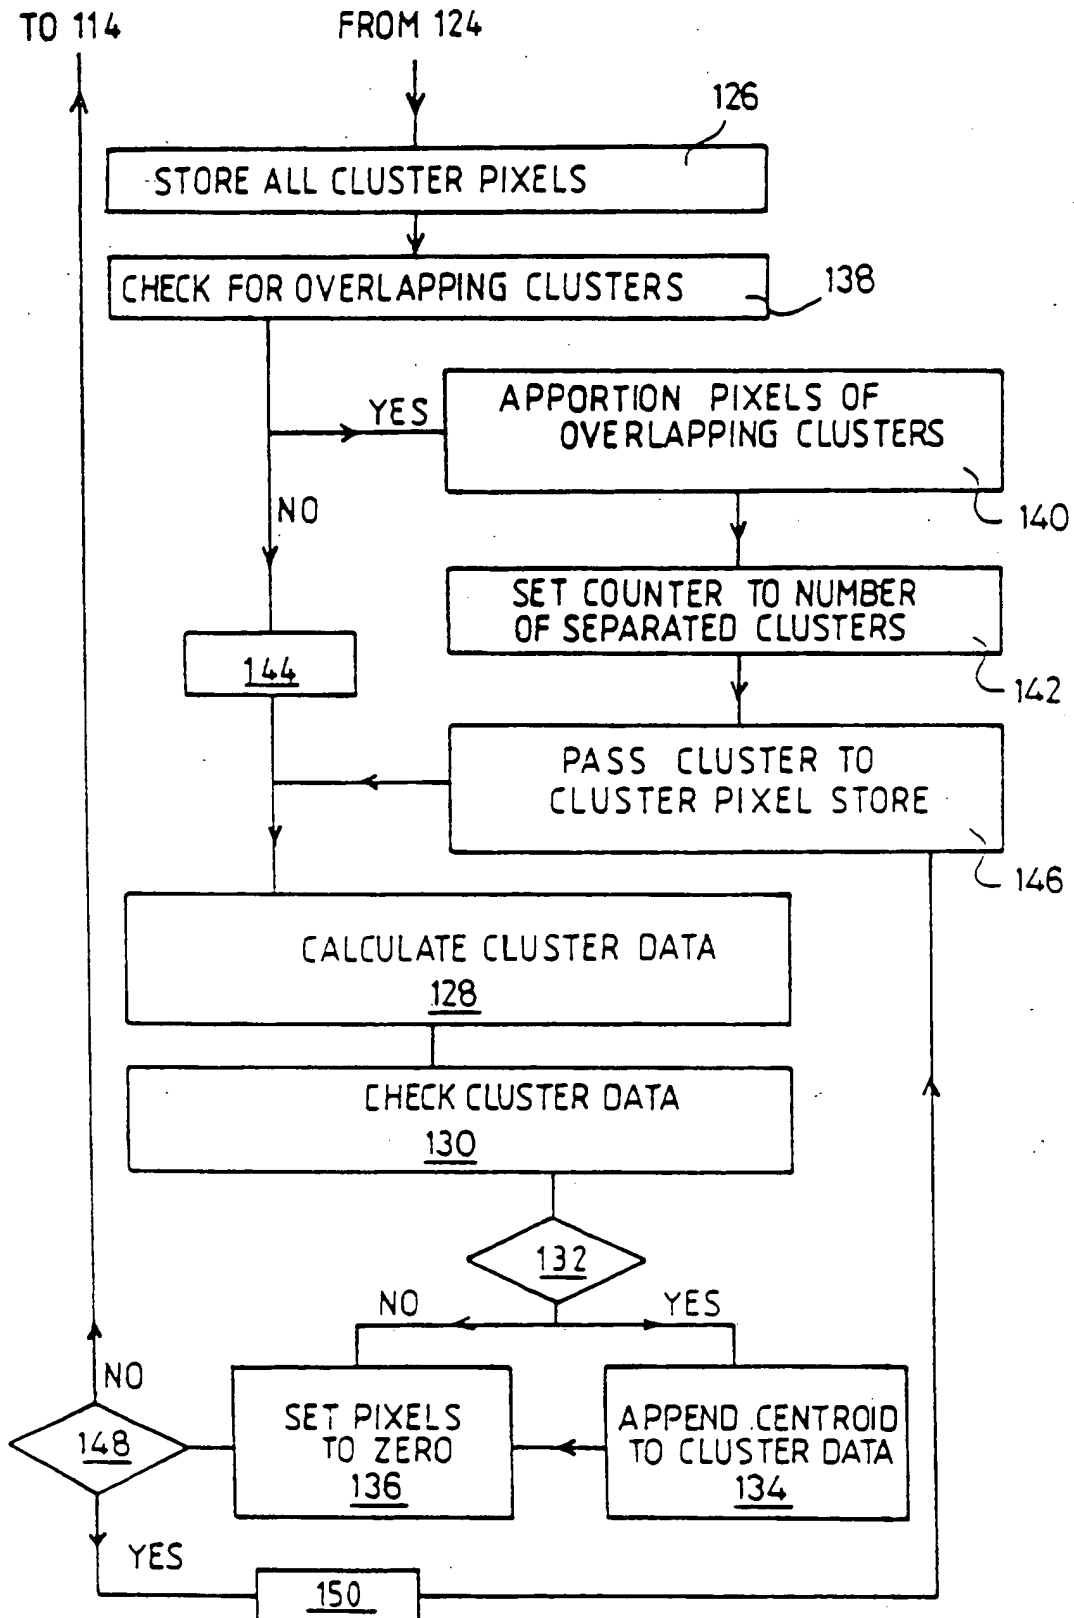 TO 114
FROM 124
126
STORE ALL CLUSTER PIXELS
CHECK FOR OVERLAPPING CLUSTERS
138
YES
APPORTION PIXELS OF
OVERLAPPING CLUSTERS
140
NO
SET COUNTER TO NUMBER
OF SEPARATED CLUSTERS
142
144
PASS CLUSTER TO
CLUSTER PIXEL STORE
146
CALCULATE CLUSTER DATA
128
CHECK CLUSTER DATA
130
132
NO
YES
NO
148
SET PIXELS
TO ZERO
136
APPEND CENTROID
TO CLUSTER DATA
134
YES
150